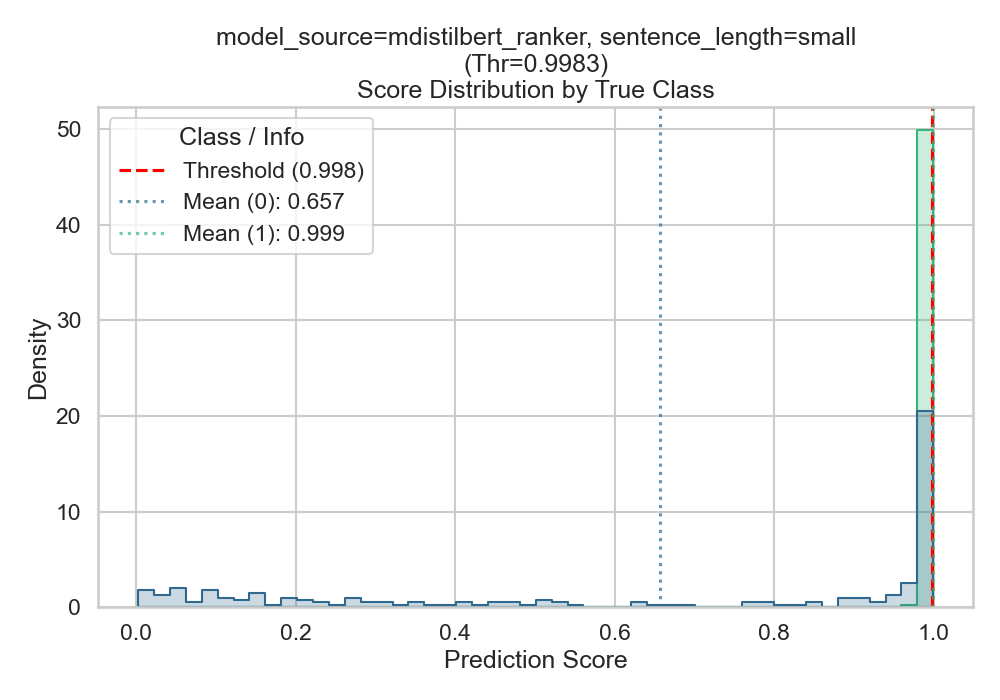 model_source=mdistilbert_ranker, sentence_length=small
(Thr=0.9983)
Score Distribution by True Class
Class / Info
Threshold (0.998)
Mean (0): 0.657
Mean (1): 0.999
Density
50
40
30
20
10
0
0.0 0.2 0.4 0.6 0.8 1.0
Prediction Score